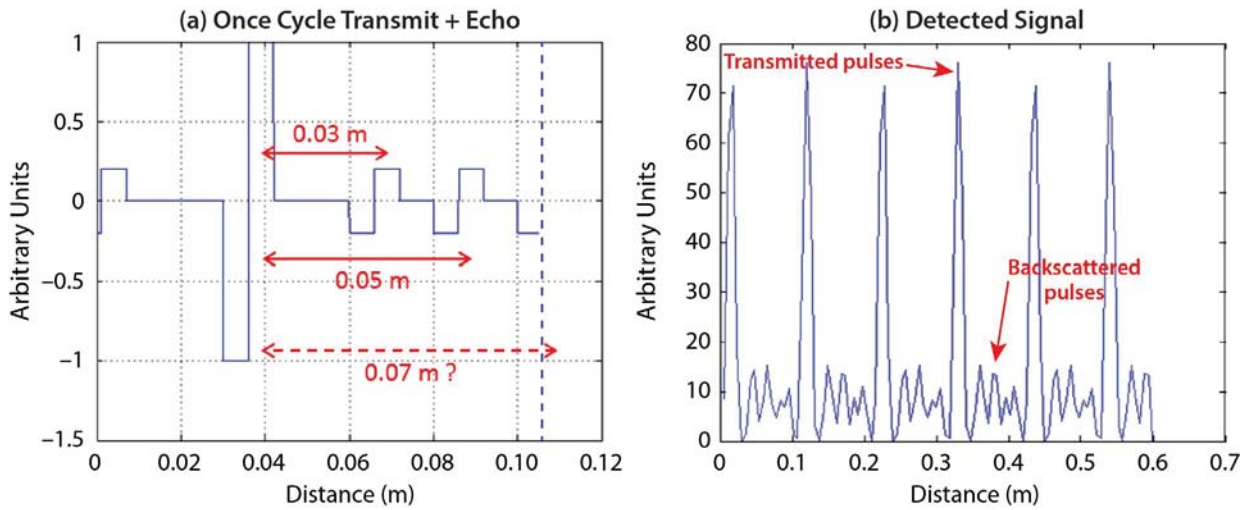 (a) Once Cycle Transmit + Echo
Arbitrary Units
1
0.5
0
−0.5
−1
−1.5
0.03 m
0.05 m
0.07 m ?
0 0.02 0.04 0.06 0.08 0.10 0.12
Distance (m)
(b) Detected Signal
Arbitrary Units
80
70
60
50
40
30
20
10
0
Transmitted pulses
Backscattered
pulses
0 0.1 0.2 0.3 0.4 0.5 0.6 0.7
Distance (m)